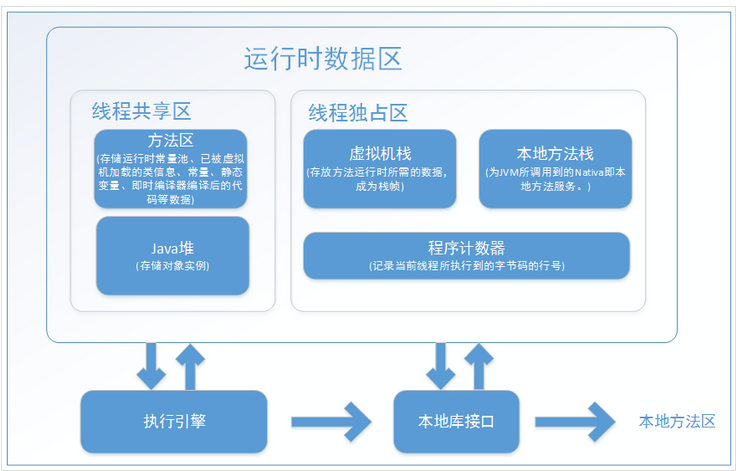 运行时数据区
线程共享区
方法区
(存储运行时常量池、已被虚拟
机加载的类信息、常量、静态
变量、即时编译器编译后的代
码等数据)
Java堆
(存储对象实例)
线程独占区
虚拟机栈
(存放方法运行时所需的数据,
成为栈帧)
本地方法栈
(为JVM所调用到的Nativa即本
地方法服务。)
程序计数器
(记录当前线程所执行到的字节码的行号)
执行引擎
本地库接口
本地方法区